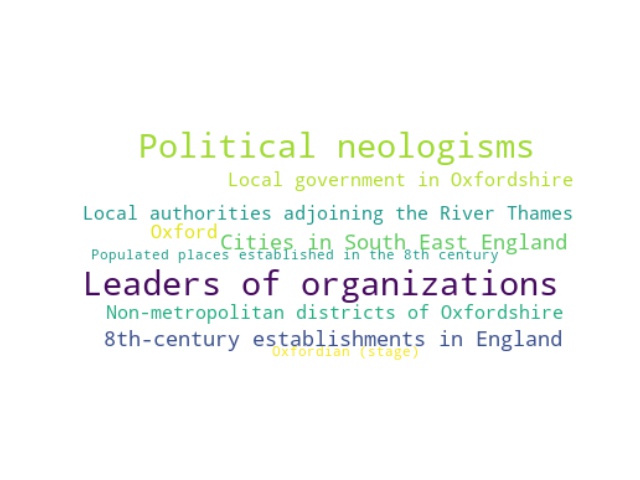 Political neologisms
Local government in Oxfordshire
Local authorities adjoining the River Thames
Oxford
Cities in South East England
Populated places established in the 8th century
Leaders of organizations
Non-metropolitan districts of Oxfordshire
8th-century establishments in England
Oxfordian (stage)